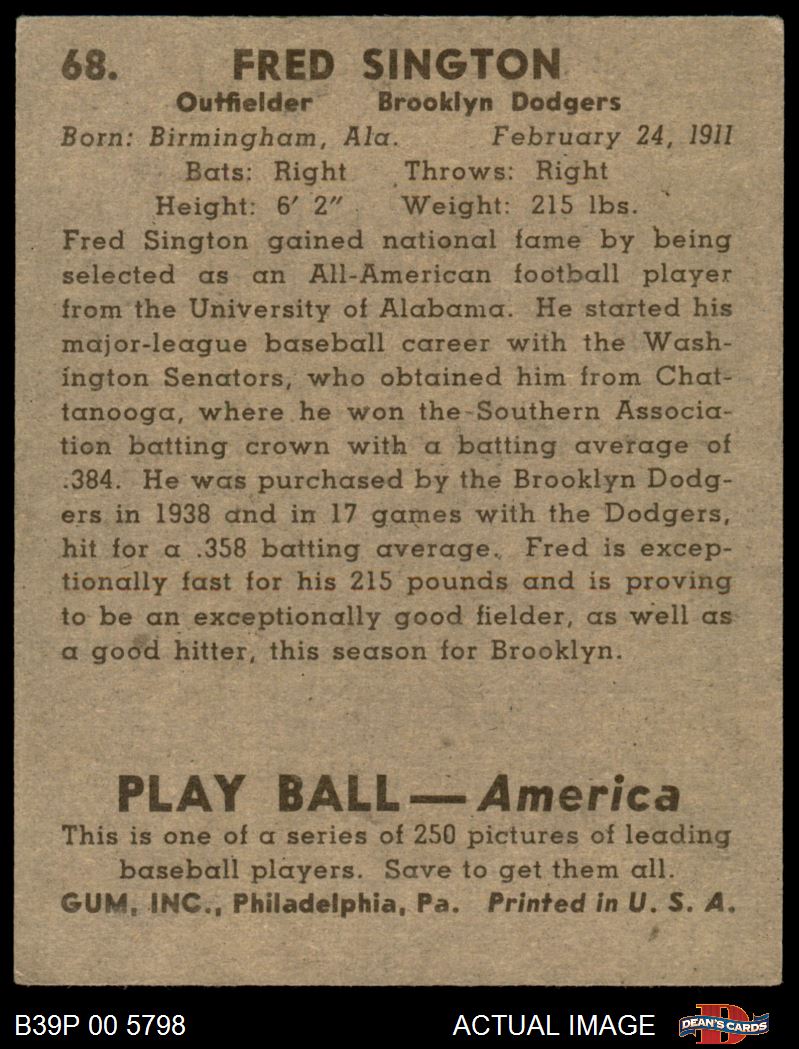 68. FRED SINGTON
Outfielder Brooklyn Dodgers
Born: Birmingham, Ala. February 24, 1911
Bats: Right Throws: Right
Height: 6' 2" Weight: 215 lbs.
Fred Sington gained national fame by being
selected as an All-American football player
from the University of Alabama. He started his
major-league baseball career with the Wash-
ington Senators, who obtained him from Chat-
tanooga, where he won the Southern Associa-
tion batting crown with a batting average of
.384. He was purchased by the Brooklyn Dodg-
ers in 1938 and in 17 games with the Dodgers,
hit for a .358 batting average. Fred is excep-
tionally fast for his 215 pounds and is proving
to be an exceptionally good fielder, as well as
a good hitter, this season for Brooklyn.
PLAY BALL — America
This is one of a series of 250 pictures of leading
baseball players. Save to get them all.
GUM, INC., Philadelphia, Pa. Printed in U. S. A.
B39P 00 5798 ACTUAL IMAGE D DEAN'S CARDS